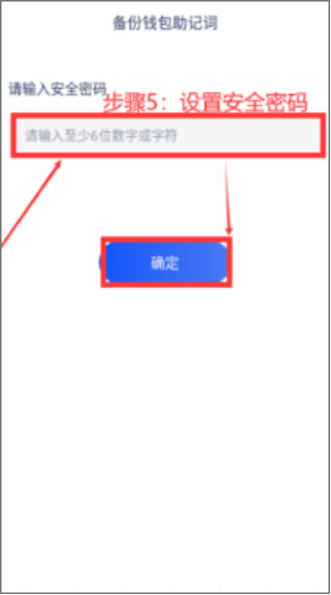 备份钱包助记词
请输入安全密码
步骤5：设置安全密码
请输入至少6位数字或字符
确定